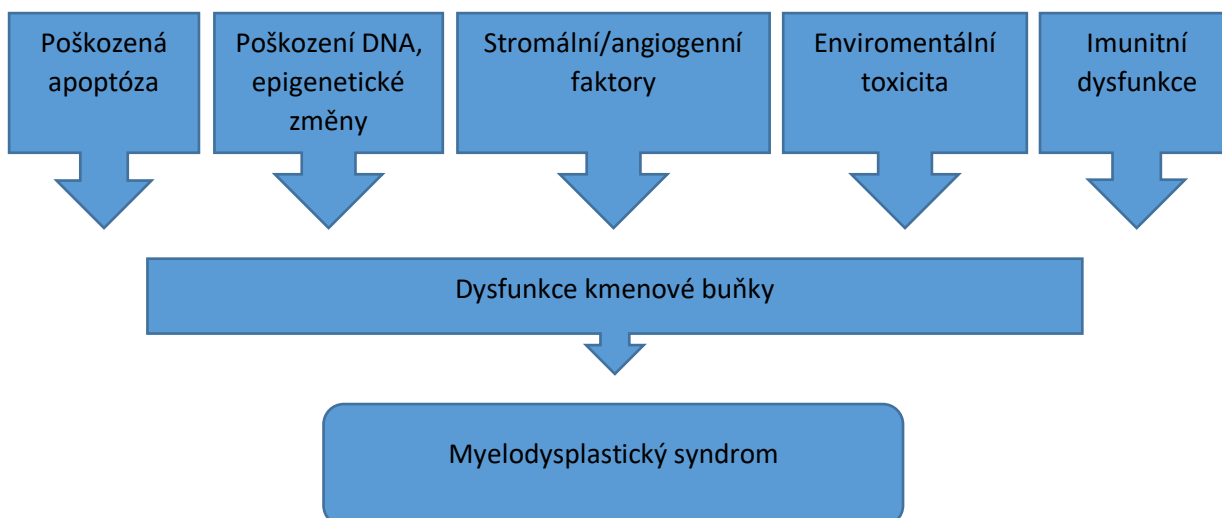 Poškozená
apoptóza
Poškození DNA,
epigenetické
změny
Stromální/angiogenní
faktory
Enviromentální
toxicita
Imunitní
dysfunkce
Dysfunkce kmenové buňky
Myelodysplastický syndrom